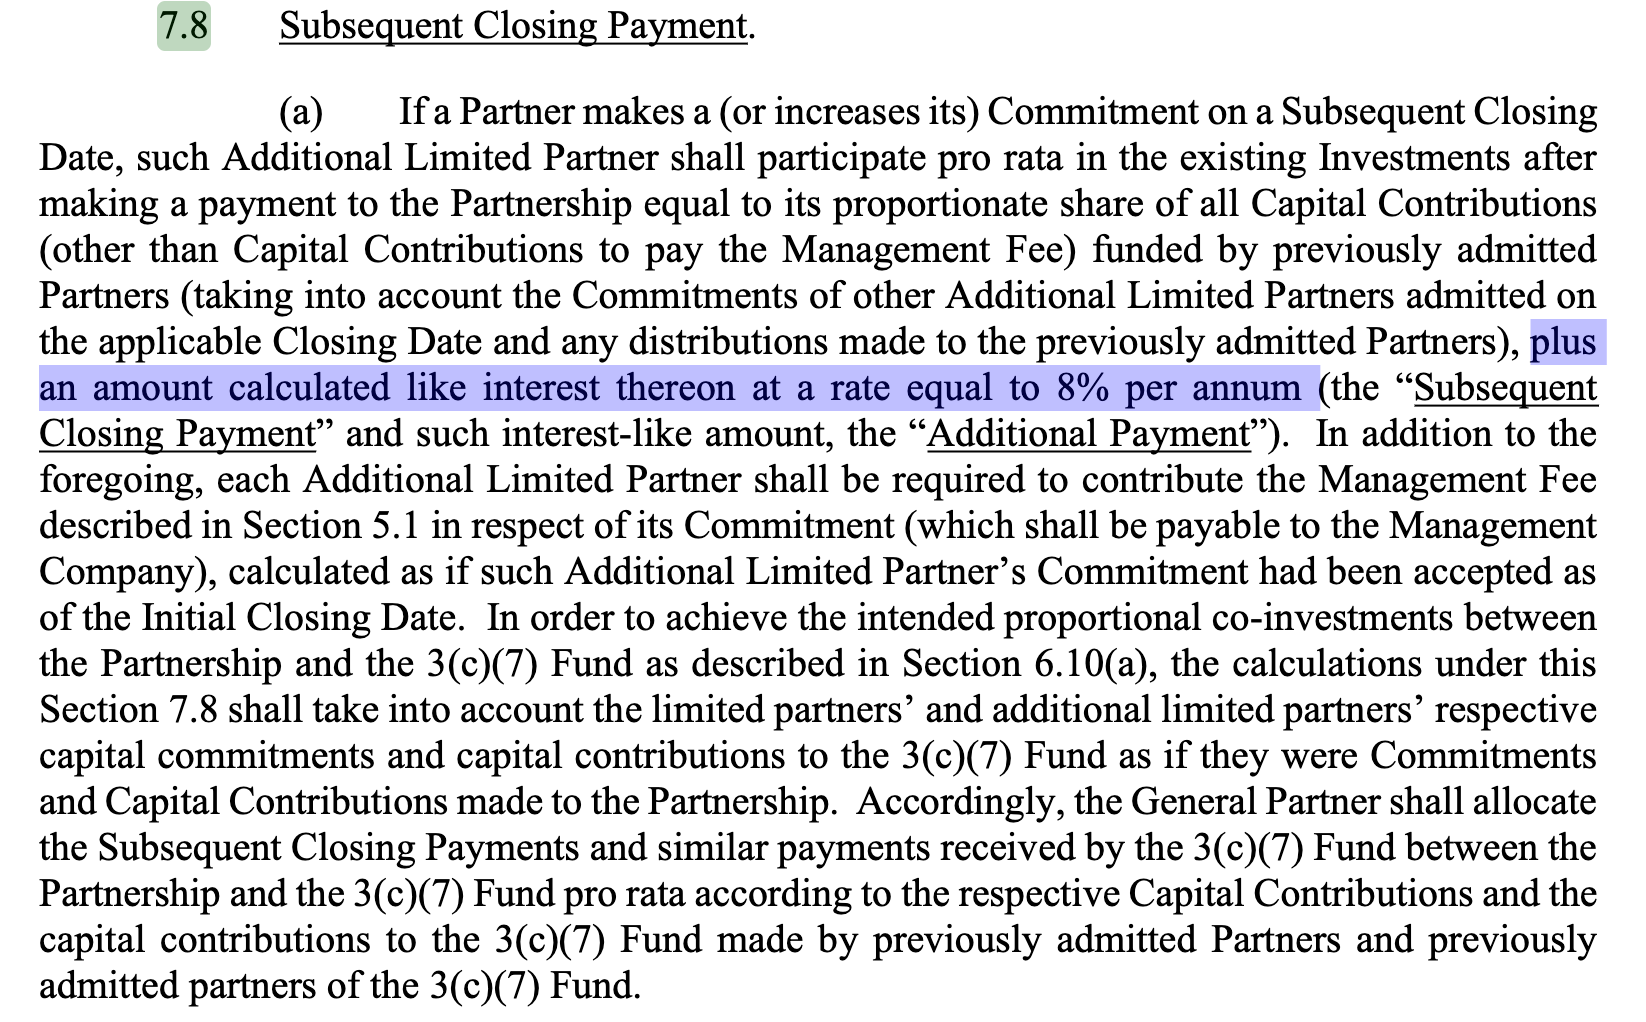 7.8 Subsequent Closing Payment.
(a) If a Partner makes a (or increases its) Commitment on a Subsequent Closing
Date, such Additional Limited Partner shall participate pro rata in the existing Investments after
making a payment to the Partnership equal to its proportionate share of all Capital Contributions
(other than Capital Contributions to pay the Management Fee) funded by previously admitted
Partners (taking into account the Commitments of other Additional Limited Partners admitted on
the applicable Closing Date and any distributions made to the previously admitted Partners), plus
an amount calculated like interest thereon at a rate equal to 8% per annum (the “Subsequent
Closing Payment” and such interest-like amount, the “Additional Payment”). In addition to the
foregoing, each Additional Limited Partner shall be required to contribute the Management Fee
described in Section 5.1 in respect of its Commitment (which shall be payable to the Management
Company), calculated as if such Additional Limited Partner’s Commitment had been accepted as
of the Initial Closing Date. In order to achieve the intended proportional co-investments between
the Partnership and the 3(c)(7) Fund as described in Section 6.10(a), the calculations under this
Section 7.8 shall take into account the limited partners’ and additional limited partners’ respective
capital commitments and capital contributions to the 3(c)(7) Fund as if they were Commitments
and Capital Contributions made to the Partnership. Accordingly, the General Partner shall allocate
the Subsequent Closing Payments and similar payments received by the 3(c)(7) Fund between the
Partnership and the 3(c)(7) Fund pro rata according to the respective Capital Contributions and the
capital contributions to the 3(c)(7) Fund made by previously admitted Partners and previously
admitted partners of the 3(c)(7) Fund.